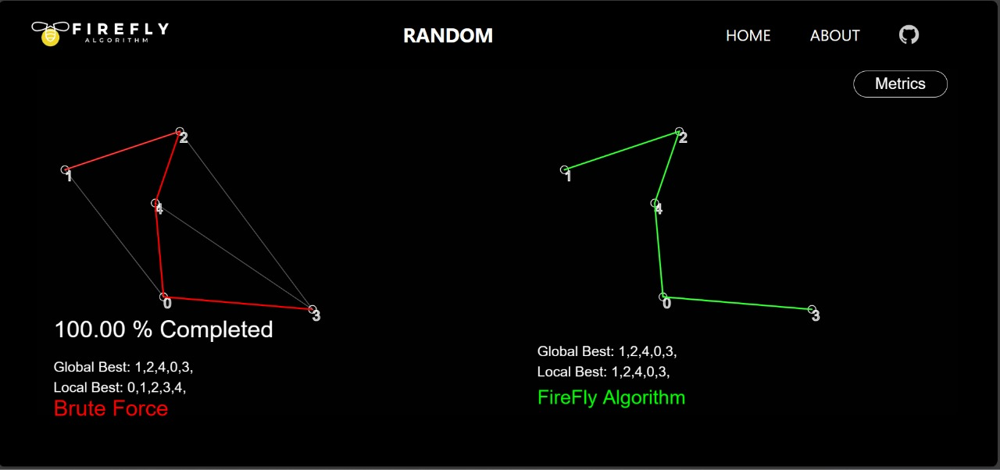 FIREFLY
ALGORITHM
RANDOM
HOME
ABOUT
Metrics
2
1
4
0
3
100.00 % Completed
Global Best: 1,2,4,0,3,
Local Best: 0,1,2,3,4,
Brute Force
2
1
4
0
3
Global Best: 1,2,4,0,3,
Local Best: 1,2,4,0,3,
FireFly Algorithm